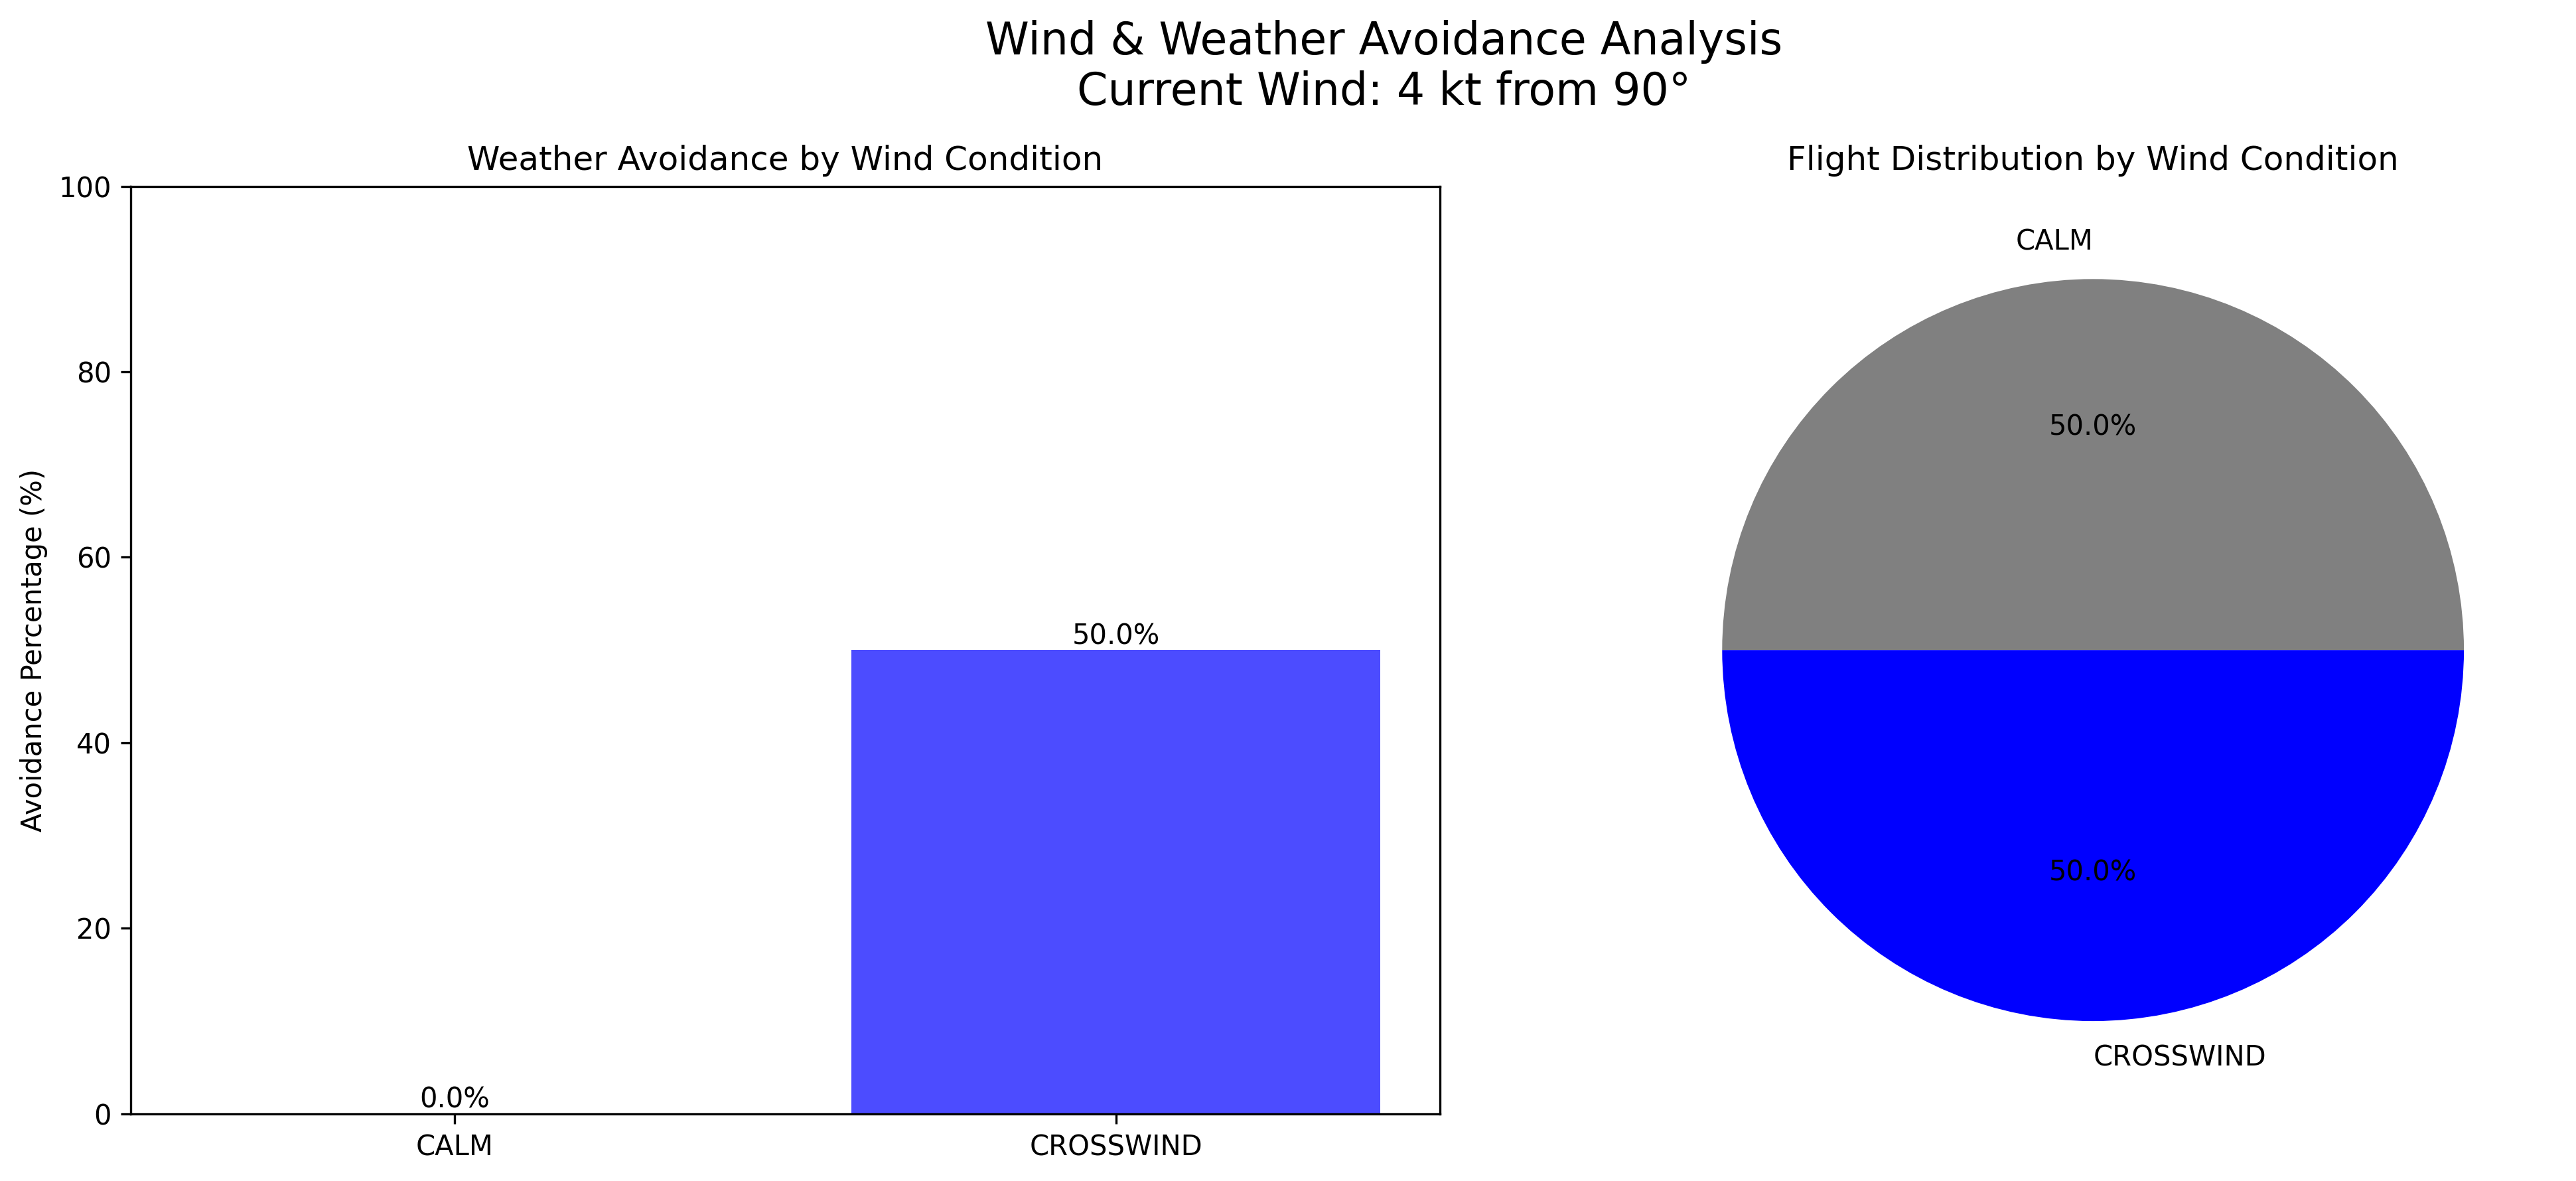 Wind & Weather Avoidance Analysis
Current Wind: 4 kt from 90°
Weather Avoidance by Wind Condition
Avoidance Percentage (%)
100
80
60
40
20
0
50.0%
0.0%
CALM
CROSSWIND
Flight Distribution by Wind Condition
CALM
50.0%
50.0%
CROSSWIND